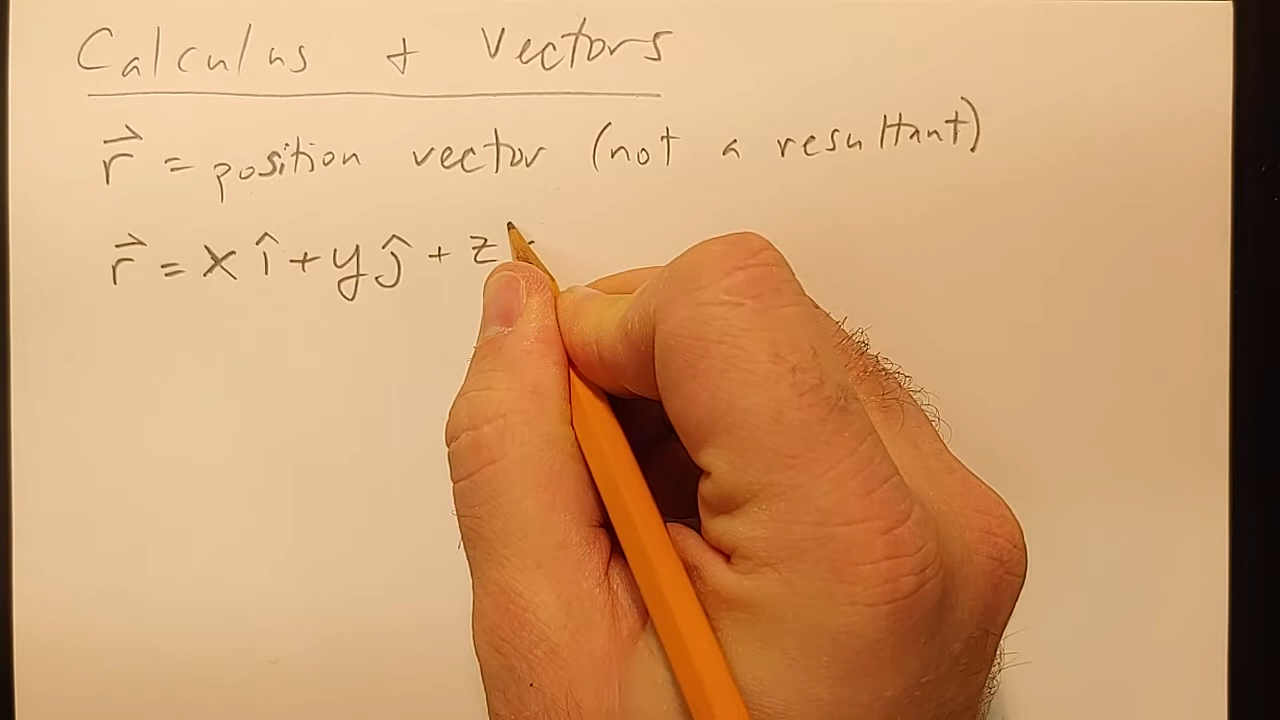 Calculus + Vectors
r⃗ = position vector (not a resultant)
r⃗ = x î + y ĵ + z